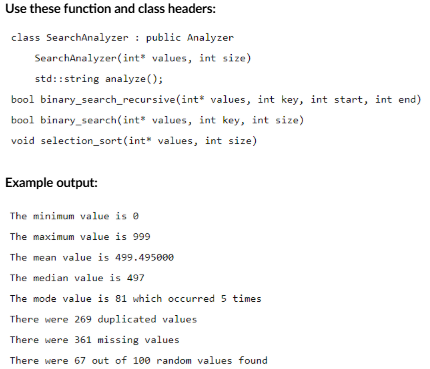 Use these function and class headers:
class SearchAnalyzer : public Analyzer
SearchAnalyzer(int* values, int size)
std::string analyze();
bool binary_search_recursive(int* values, int key, int start, int end)
bool binary_search(int* values, int key, int size)
void selection_sort(int* values, int size)
Example output:
The minimum value is 0
The maximum value is 999
The mean value is 499.495000
The median value is 497
The mode value is 81 which occurred 5 times
There were 269 duplicated values
There were 361 missing values
There were 67 out of 100 random values found